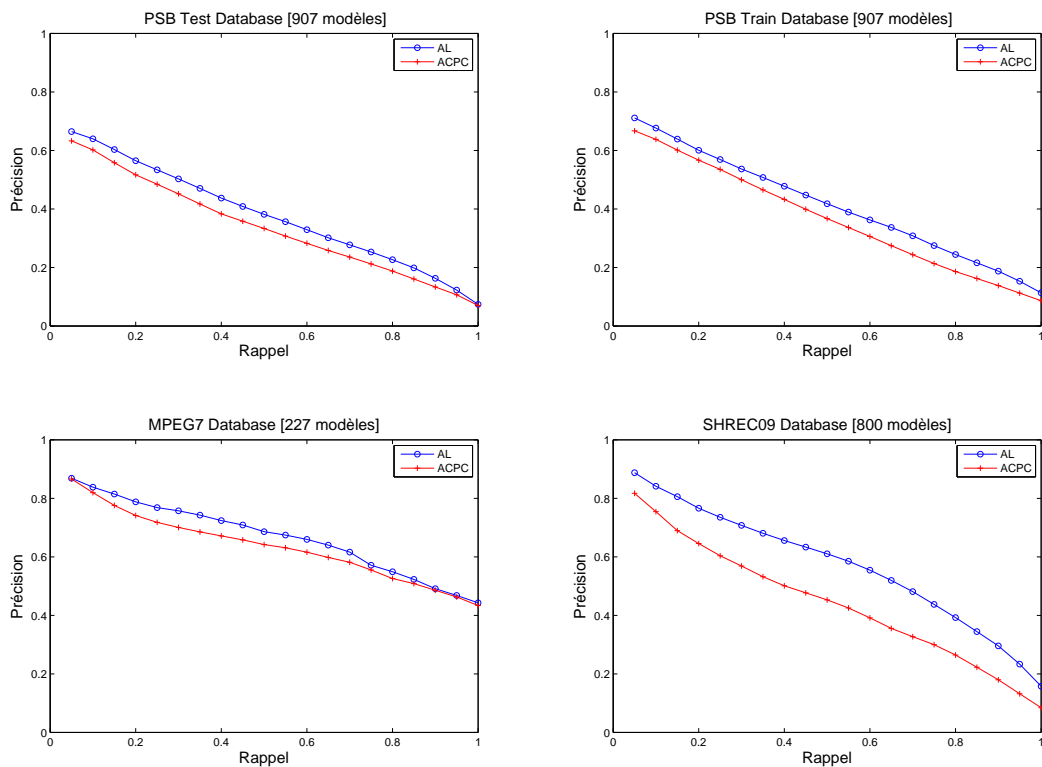 PSB Test Database [907 modèles]
1
0.8
0.6
0.4
0.2
0
0
0.2
0.4
0.6
0.8
1
Précision
Rappel
AL
ACPC
PSB Train Database [907 modèles]
1
0.8
0.6
0.4
0.2
0
0
0.2
0.4
0.6
0.8
1
Précision
Rappel
AL
ACPC
MPEG7 Database [227 modèles]
1
0.8
0.6
0.4
0.2
0
0
0.2
0.4
0.6
0.8
1
Précision
Rappel
AL
ACPC
SHREC09 Database [800 modèles]
1
0.8
0.6
0.4
0.2
0
0
0.2
0.4
0.6
0.8
1
Précision
Rappel
AL
ACPC